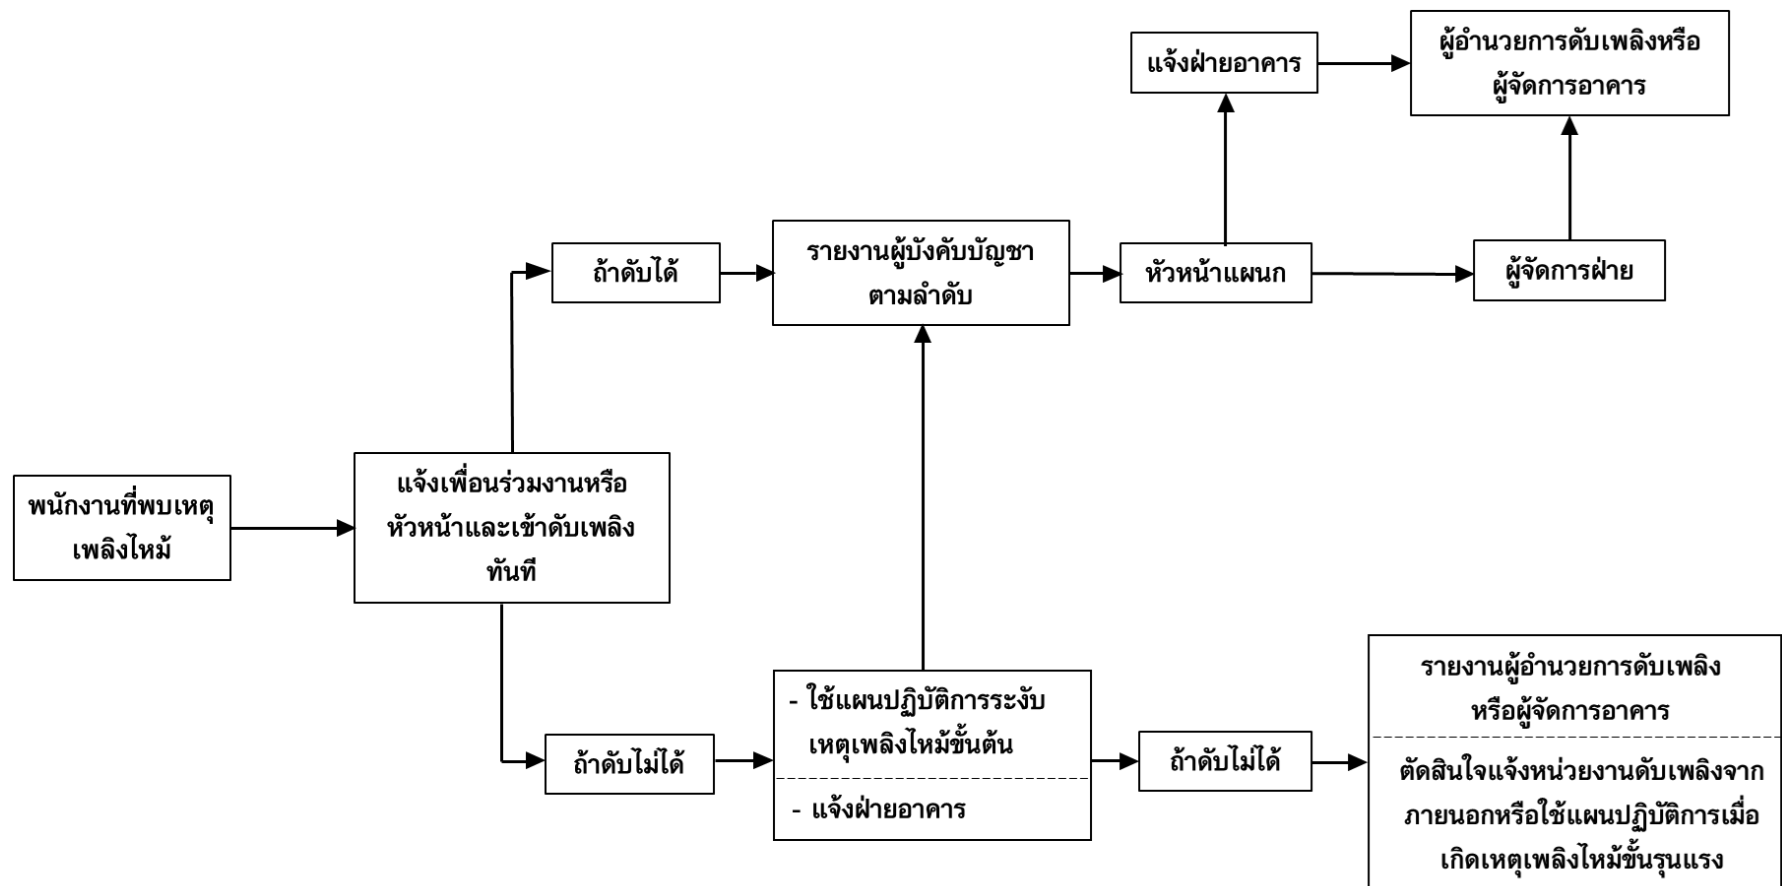 แจ้งฝ่ายอาคาร
ผู้อำนวยการดับเพลิงหรือ
ผู้จัดการอาคาร
ถ้าดับได้
รายงานผู้บังคับบัญชา
ตามลำดับ
หัวหน้าแผนก
ผู้จัดการฝ่าย
พนักงานที่พบเหตุ
เพลิงไหม้
แจ้งเพื่อนร่วมงานหรือ
หัวหน้าและเข้าดับเพลิง
ทันที
ถ้าดับไม่ได้
- ใช้แผนปฏิบัติการระงับ
เหตุเพลิงไหม้ขั้นต้น
- แจ้งฝ่ายอาคาร
ถ้าดับไม่ได้
รายงานผู้อำนวยการดับเพลิง
หรือผู้จัดการอาคาร
ตัดสินใจแจ้งหน่วยงานดับเพลิงจาก
ภายนอกหรือใช้แผนปฏิบัติการเมื่อ
เกิดเหตุเพลิงไหม้ขั้นรุนแรง